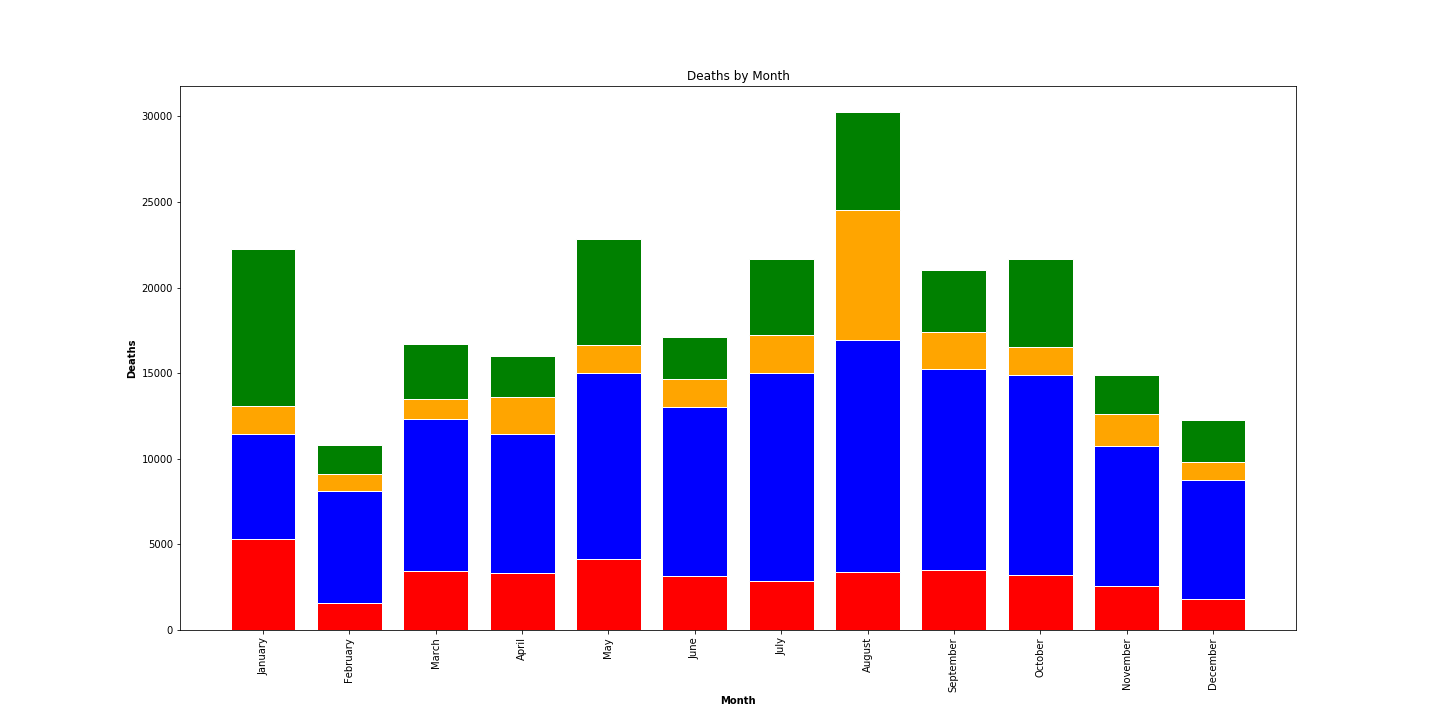 Deaths by Month
30000
25000
20000
15000
10000
5000
0
Deaths
January
February
March
April
May
June
July
August
September
October
November
December
Month